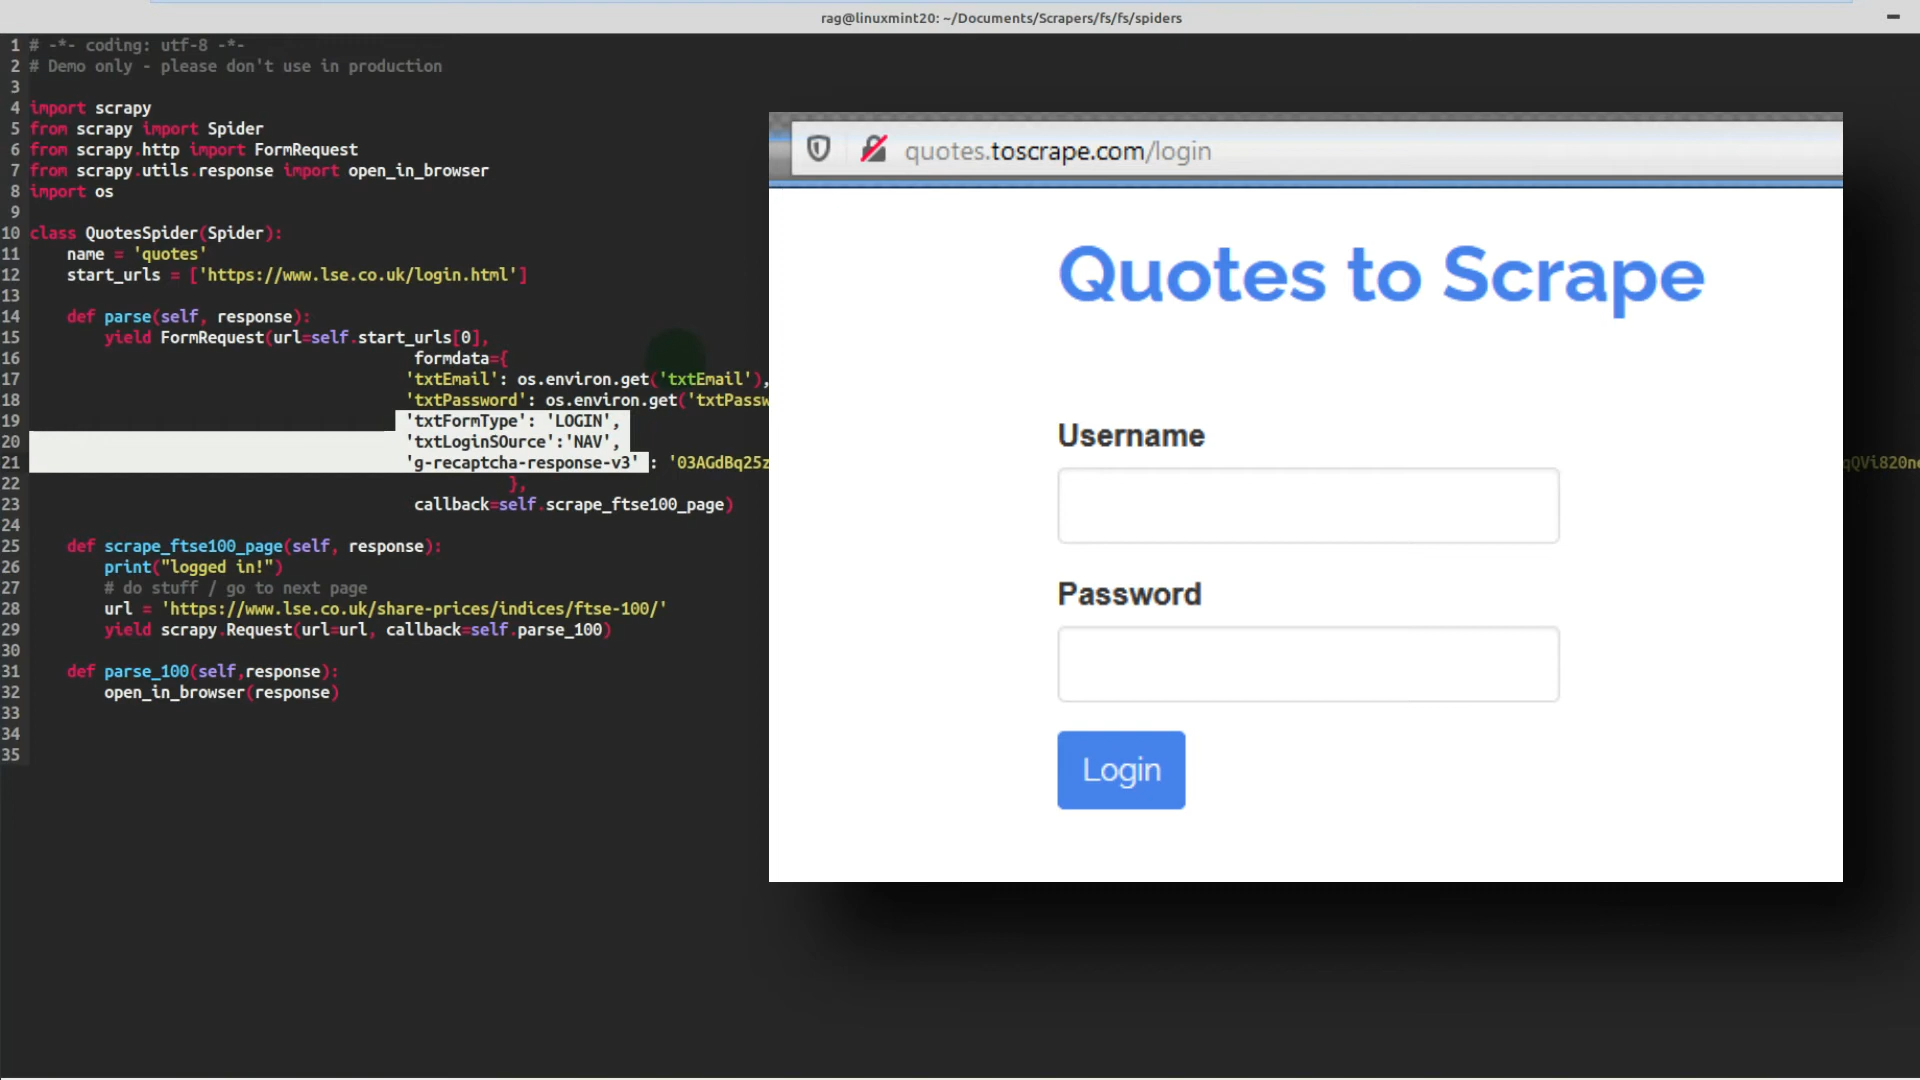 rag@linuxmint20: ~/Documents/Scrapers/fs/fs/spiders
1 # -*- coding: utf-8 -*-
2 # Demo only - please don't use in production
3
4 import scrapy
5 from scrapy import Spider
6 from scrapy.http import FormRequest
7 from scrapy.utils.response import open_in_browser
8 import os
9
10 class QuotesSpider(Spider):
11 name = 'quotes'
12 start_urls = ['https://www.lse.co.uk/login.html']
13
14 def parse(self, response):
15 yield FormRequest(url=self.start_urls[0],
16 formdata={
17 'txtEmail': os.environ.get('txtEmail'),
18 'txtPassword': os.environ.get('txtPassw
19 'txtFormType': 'LOGIN',
20 'txtLoginSOurce':'NAV',
21 'g-recaptcha-response-v3' : '03AGdBq25z qQVi820ne
22 },
23 callback=self.scrape_ftse100_page)
24
25 def scrape_ftse100_page(self, response):
26 print("logged in!")
27 # do stuff / go to next page
28 url = 'https://www.lse.co.uk/share-prices/indices/ftse-100/'
29 yield scrapy.Request(url=url, callback=self.parse_100)
30
31 def parse_100(self,response):
32 open_in_browser(response)
33
34
35
quotes.toscrape.com/login
Quotes to Scrape
Username
Password
Login